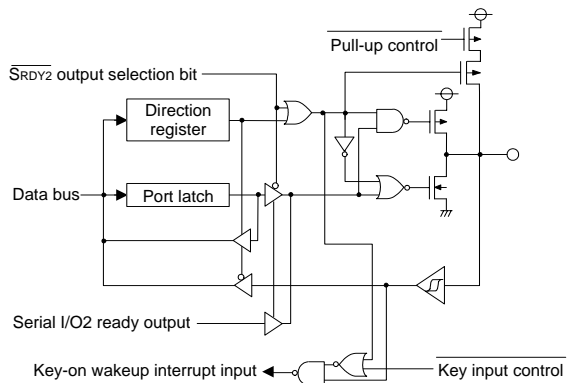 Pull-up control
SRDY2 output selection bit
Direction
register
Data bus
Port latch
Serial I/O2 ready output
Key-on wakeup interrupt input
Key input control